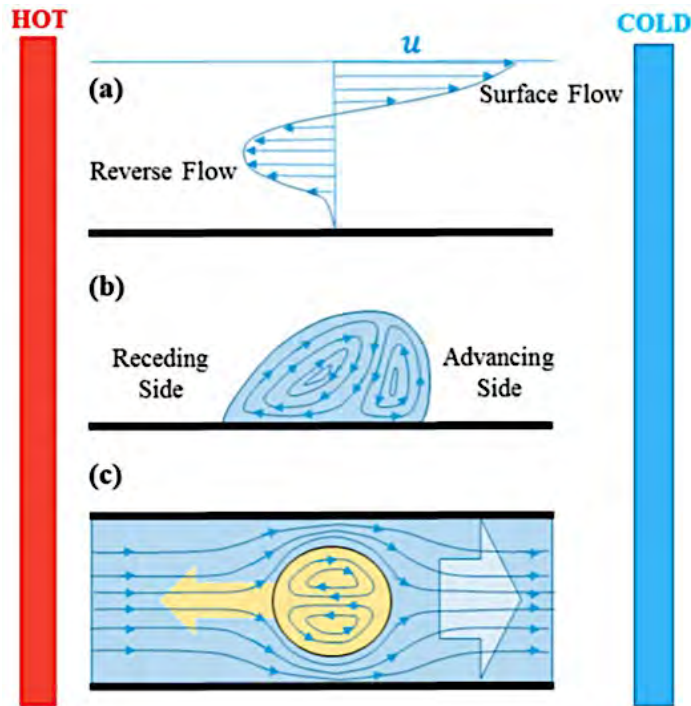 HOT
COLD
u
(a)
Surface Flow
Reverse Flow
(b)
Receding
Side
Advancing
Side
(c)